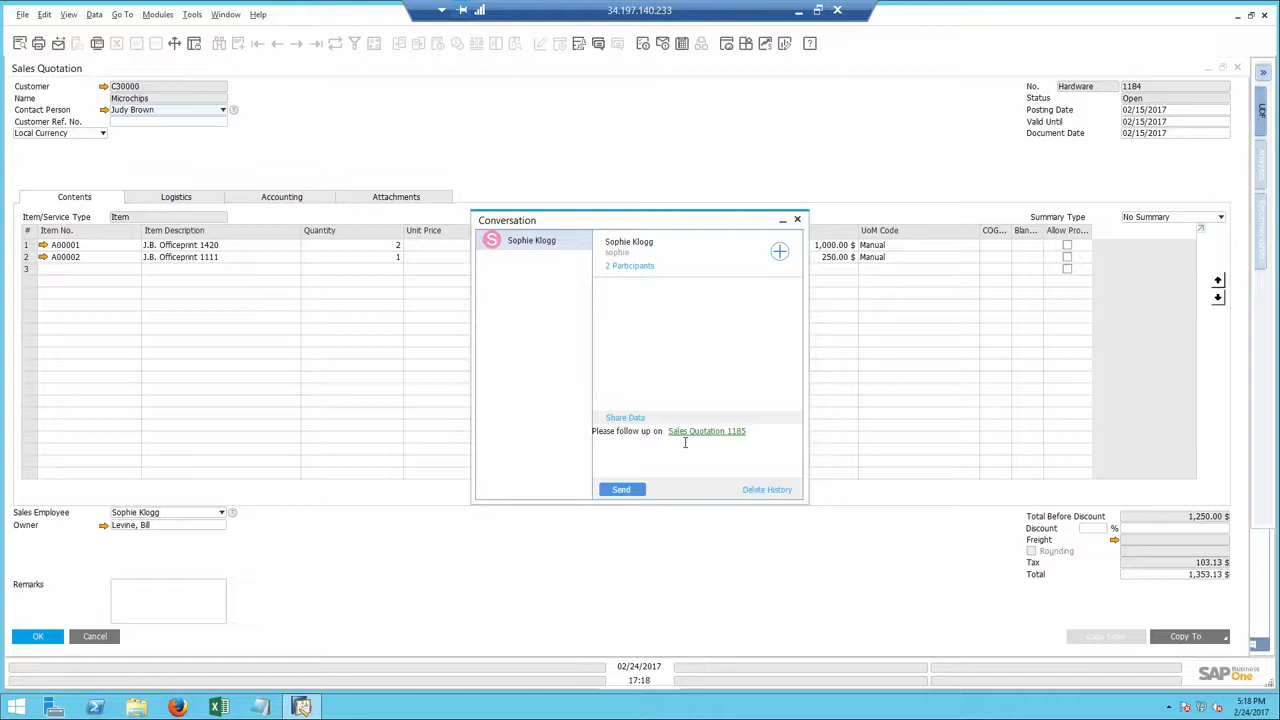 34.197.140.233
File Edit View Data Go To Modules Tools Window Help
Sales Quotation
Customer C30000
Name Microchips
Contact Person Judy Brown
Customer Ref. No.
Local Currency
No. Hardware 1184
Status Open
Posting Date 02/15/2017
Valid Until 02/15/2017
Document Date 02/15/2017
UDF
Contents Logistics Accounting Attachments
Item/Service Type Item
Summary Type No Summary
# Item No. Item Description Quantity Unit Price UoM Code COG... Blan... Allow Pro...
1 A00001 J.B. Officeprint 1420 2 1,000.00 $ Manual
2 A00002 J.B. Officeprint 1111 1 250.00 $ Manual
3
Conversation
S Sophie Klogg
Sophie Klogg
sophie
2 Participants
Share Data
Please follow up on Sales Quotation 1185
Send Delete History
Sales Employee Sophie Klogg
Owner Levine, Bill
Remarks
Total Before Discount 1,250.00 $
Discount %
Freight
Rounding
Tax 103.13 $
Total 1,353.13 $
OK Cancel
Copy From Copy To
02/24/2017
17:18
SAP Business One
5:18 PM
2/24/2017